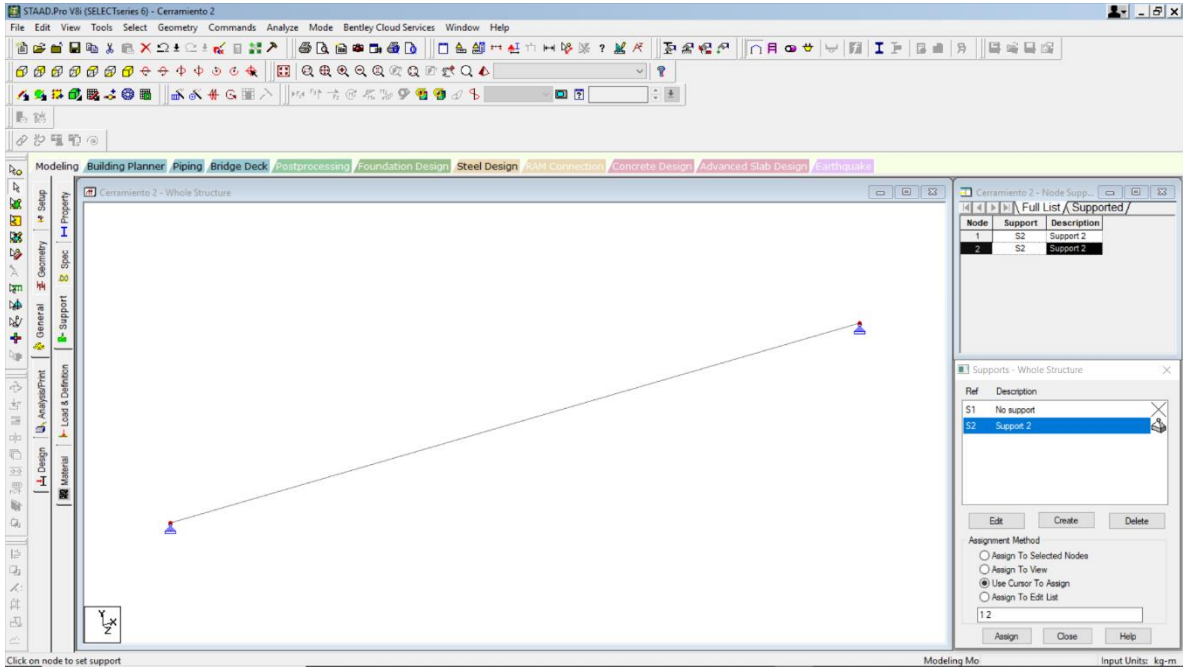 STAAD.Pro V8i (SELECTseries 6) - Cerramiento 2
File Edit View Tools Select Geometry Commands Analyze Mode Bentley Cloud Services Window Help
Modeling Building Planner Piping Bridge Deck Postprocessing Foundation Design Steel Design RAM Connection Concrete Design Advanced Slab Design Earthquake
Setup
Geometry
General
Analysis/Print
Design
Property
Spec
Support
Load & Definition
Material
Cerramiento 2 - Whole Structure
Y
X
Z
Cerramiento 2 - Node Supp...
Full List Supported
Node Support Description
1 S2 Support 2
2 S2 Support 2
Supports - Whole Structure
Ref Description
S1 No support
S2 Support 2
Edit Create Delete
Assignment Method
Assign To Selected Nodes
Assign To View
Use Cursor To Assign
Assign To Edit List
1 2
Assign Close Help
Click on node to set support Modeling Mo Input Units: kg-m